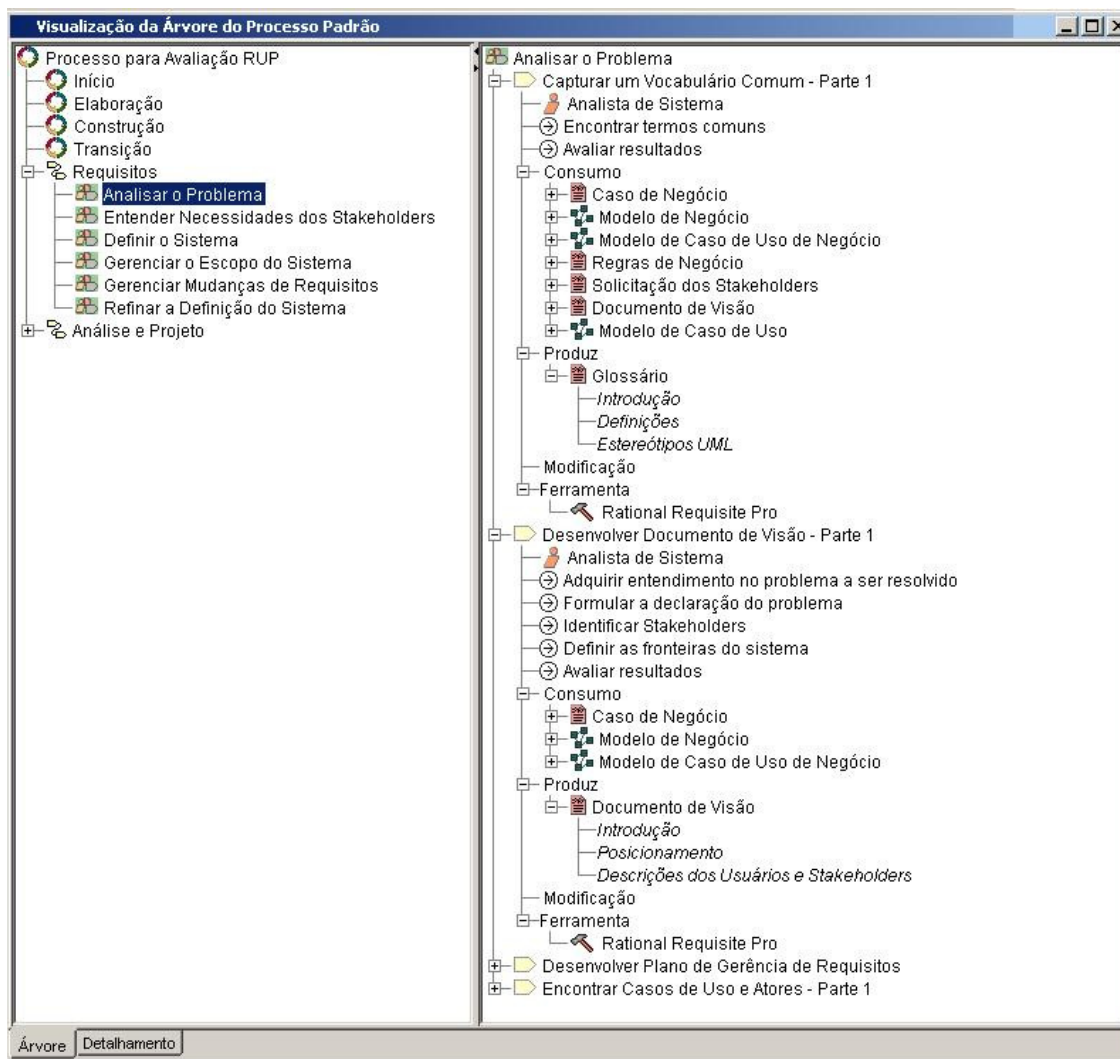 Visualização da Árvore do Processo Padrão
Processo para Avaliação RUP
Início
Elaboração
Construção
Transição
Requisitos
Analisar o Problema
Entender Necessidades dos Stakeholders
Definir o Sistema
Gerenciar o Escopo do Sistema
Gerenciar Mudanças de Requisitos
Refinar a Definição do Sistema
Análise e Projeto
Analisar o Problema
Capturar um Vocabulário Comum - Parte 1
Analista de Sistema
Encontrar termos comuns
Avaliar resultados
Consumo
Caso de Negócio
Modelo de Negócio
Modelo de Caso de Uso de Negócio
Regras de Negócio
Solicitação dos Stakeholders
Documento de Visão
Modelo de Caso de Uso
Produz
Glossário
Introdução
Definições
Estereótipos UML
Modificação
Ferramenta
Rational Requisite Pro
Desenvolver Documento de Visão - Parte 1
Analista de Sistema
Adquirir entendimento no problema a ser resolvido
Formular a declaração do problema
Identificar Stakeholders
Definir as fronteiras do sistema
Avaliar resultados
Consumo
Caso de Negócio
Modelo de Negócio
Modelo de Caso de Uso de Negócio
Produz
Documento de Visão
Introdução
Posicionamento
Descrições dos Usuários e Stakeholders
Modificação
Ferramenta
Rational Requisite Pro
Desenvolver Plano de Gerência de Requisitos
Encontrar Casos de Uso e Atores - Parte 1
Árvore Detalhamento